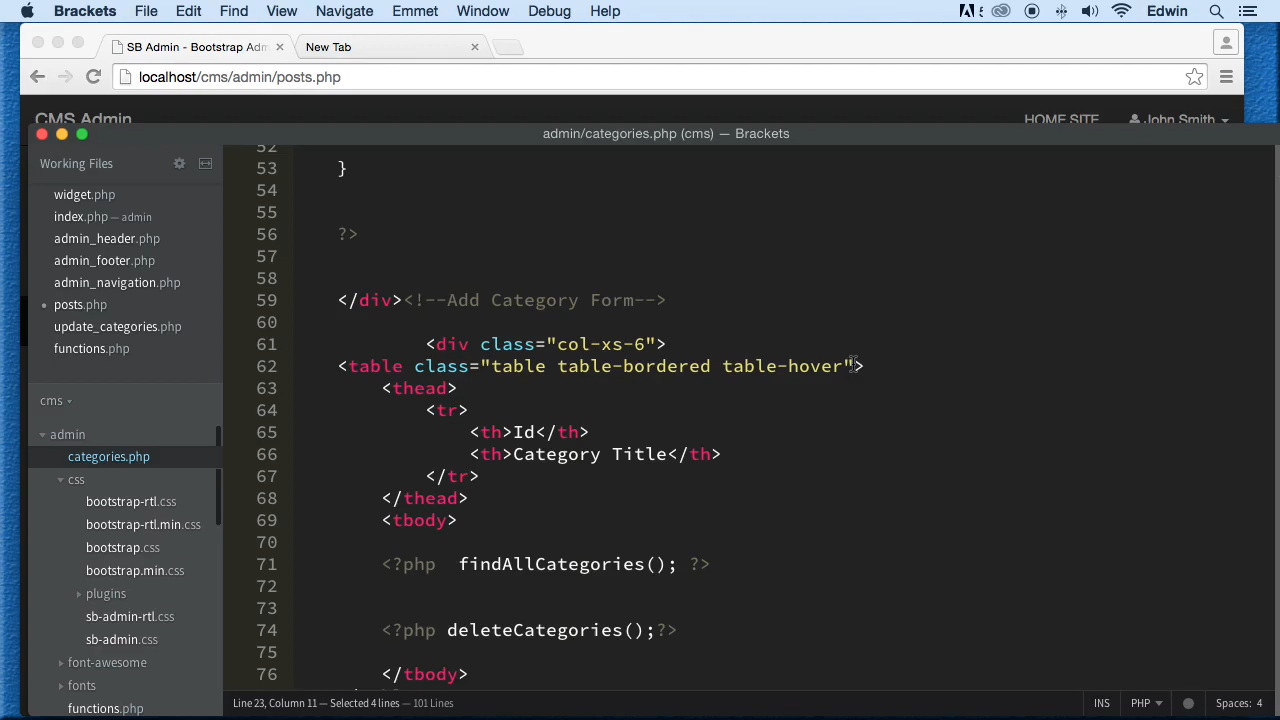 Brackets File Edit Find View Navigate Emmet Window Debug Help Edwin
SB Admin - Bootstrap Adm New Tab
localhost/cms/admin/posts.php
CMS Admin HOME SITE John Smith
admin/categories.php (cms) — Brackets
Working Files
widget.php
index.php — admin
admin_header.php
admin_footer.php
admin_navigation.php
posts.php
update_categories.php
functions.php
cms
admin
categories.php
css
bootstrap-rtl.css
bootstrap-rtl.min.css
bootstrap.css
bootstrap.min.css
plugins
sb-admin-rtl.css
sb-admin.css
font-awesome
fonts
functions.php
52
53 }
54
55
56 ?>
57
58
59 </div><!--Add Category Form-->
60
61 <div class="col-xs-6">
62 <table class="table table-bordered table-hover">
63 <thead>
64 <tr>
65 <th>Id</th>
66 <th>Category Title</th>
67 </tr>
68 </thead>
69 <tbody>
70
71 <?php  findAllCategories(); ?>
72
73
74 <?php deleteCategories();?>
75
76 </tbody>
Line 23, Column 11 — Selected 4 lines — 101 Lines INS PHP Spaces: 4